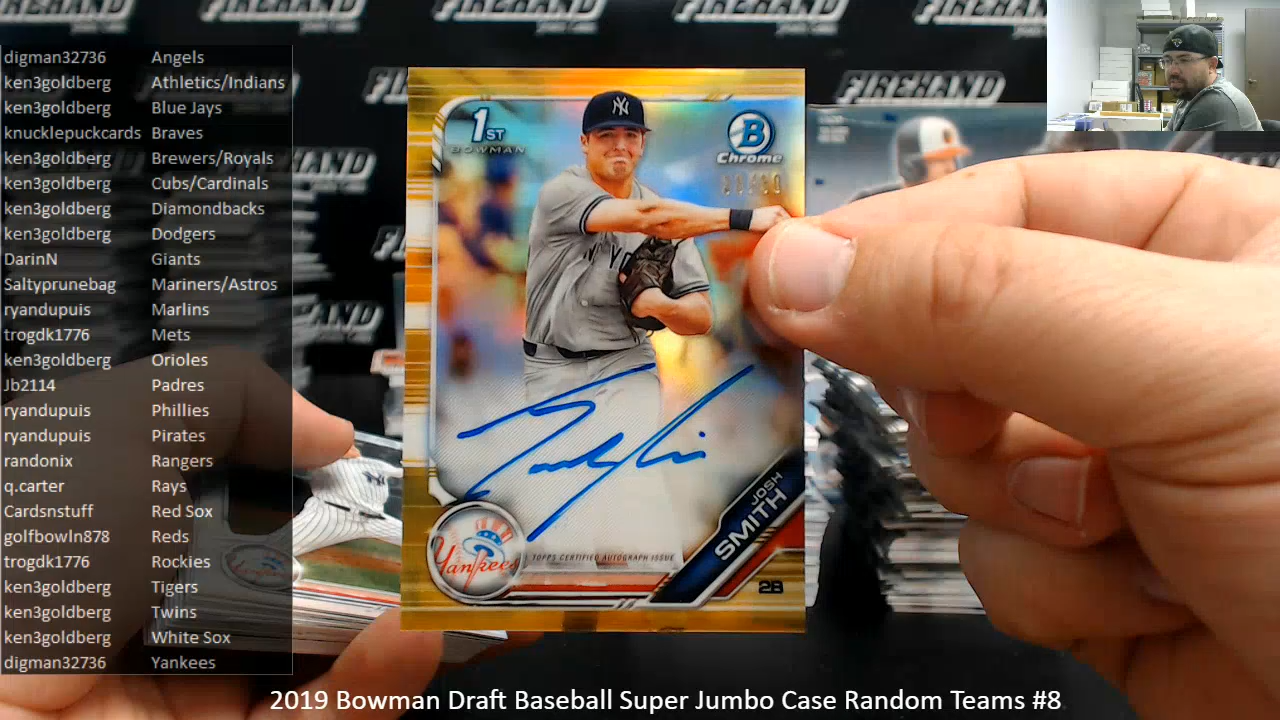 digman32736 Angels
ken3goldberg Athletics/Indians
ken3goldberg Blue Jays
knucklepuckcards Braves
ken3goldberg Brewers/Royals
ken3goldberg Cubs/Cardinals
ken3goldberg Diamondbacks
ken3goldberg Dodgers
DarinN Giants
Saltyprunebag Mariners/Astros
ryandupuis Marlins
trogdk1776 Mets
ken3goldberg Orioles
Jb2114 Padres
ryandupuis Phillies
ryandupuis Pirates
randonix Rangers
q.carter Rays
Cardsnstuff Red Sox
golfbowln878 Reds
trogdk1776 Rockies
ken3goldberg Tigers
ken3goldberg Twins
ken3goldberg White Sox
digman32736 Yankees
FIREHAND
FIREHAND
FIREHAND
1ST
BOWMAN
B
Chrome
NY
JOSH
SMITH
2B
Yankees
TOPPS CERTIFIED AUTOGRAPH ISSUE
2019 Bowman Draft Baseball Super Jumbo Case Random Teams #8